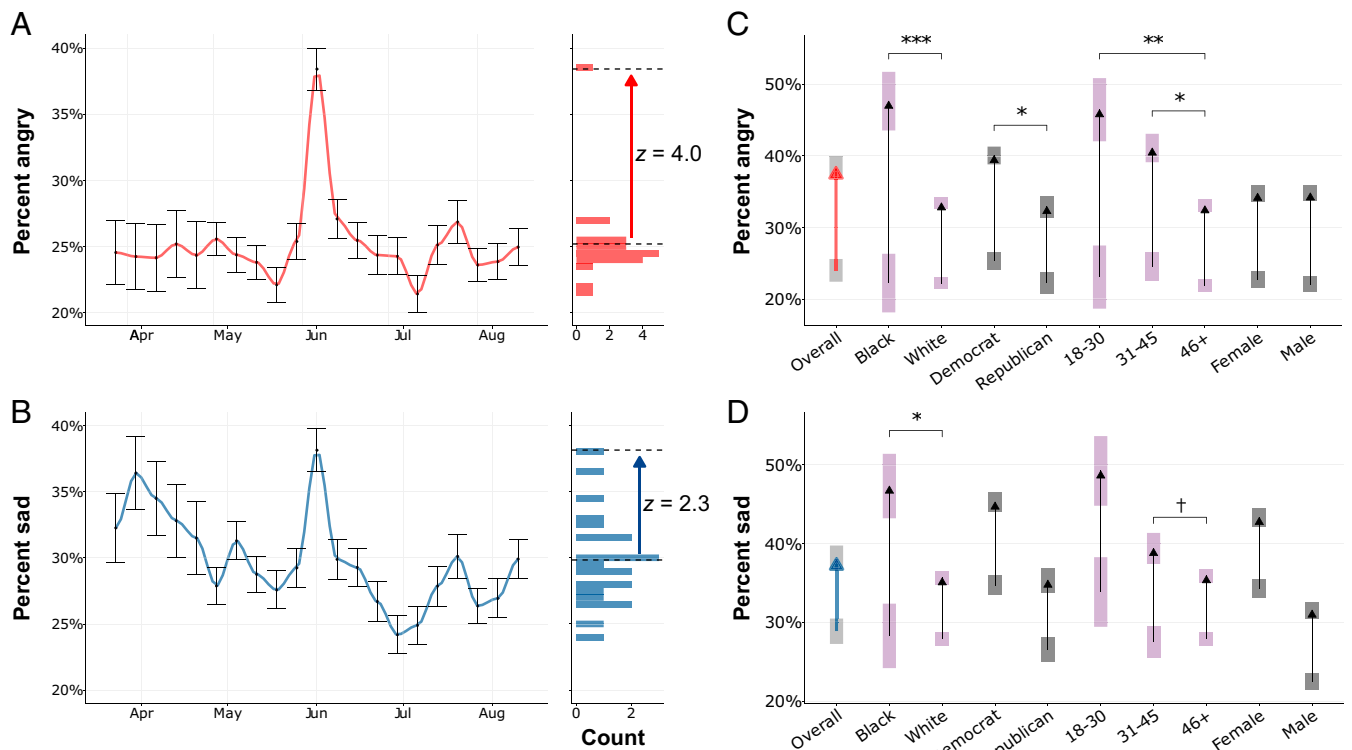 A
Percent angry
40%
35%
30%
25%
20%
Apr May Jun Jul Aug
z = 4.0
0 2 4
B
Percent sad
40%
35%
30%
25%
20%
Apr May Jun Jul Aug
z = 2.3
0 2
Count
C
Percent angry
50%
40%
30%
20%
*** * ** *
Overall Black White Democrat Republican 18-30 31-45 46+ Female Male
D
Percent sad
50%
40%
30%
20%
* †
Overall Black White emocrat publican 18-30 31-45 46+ Female Male